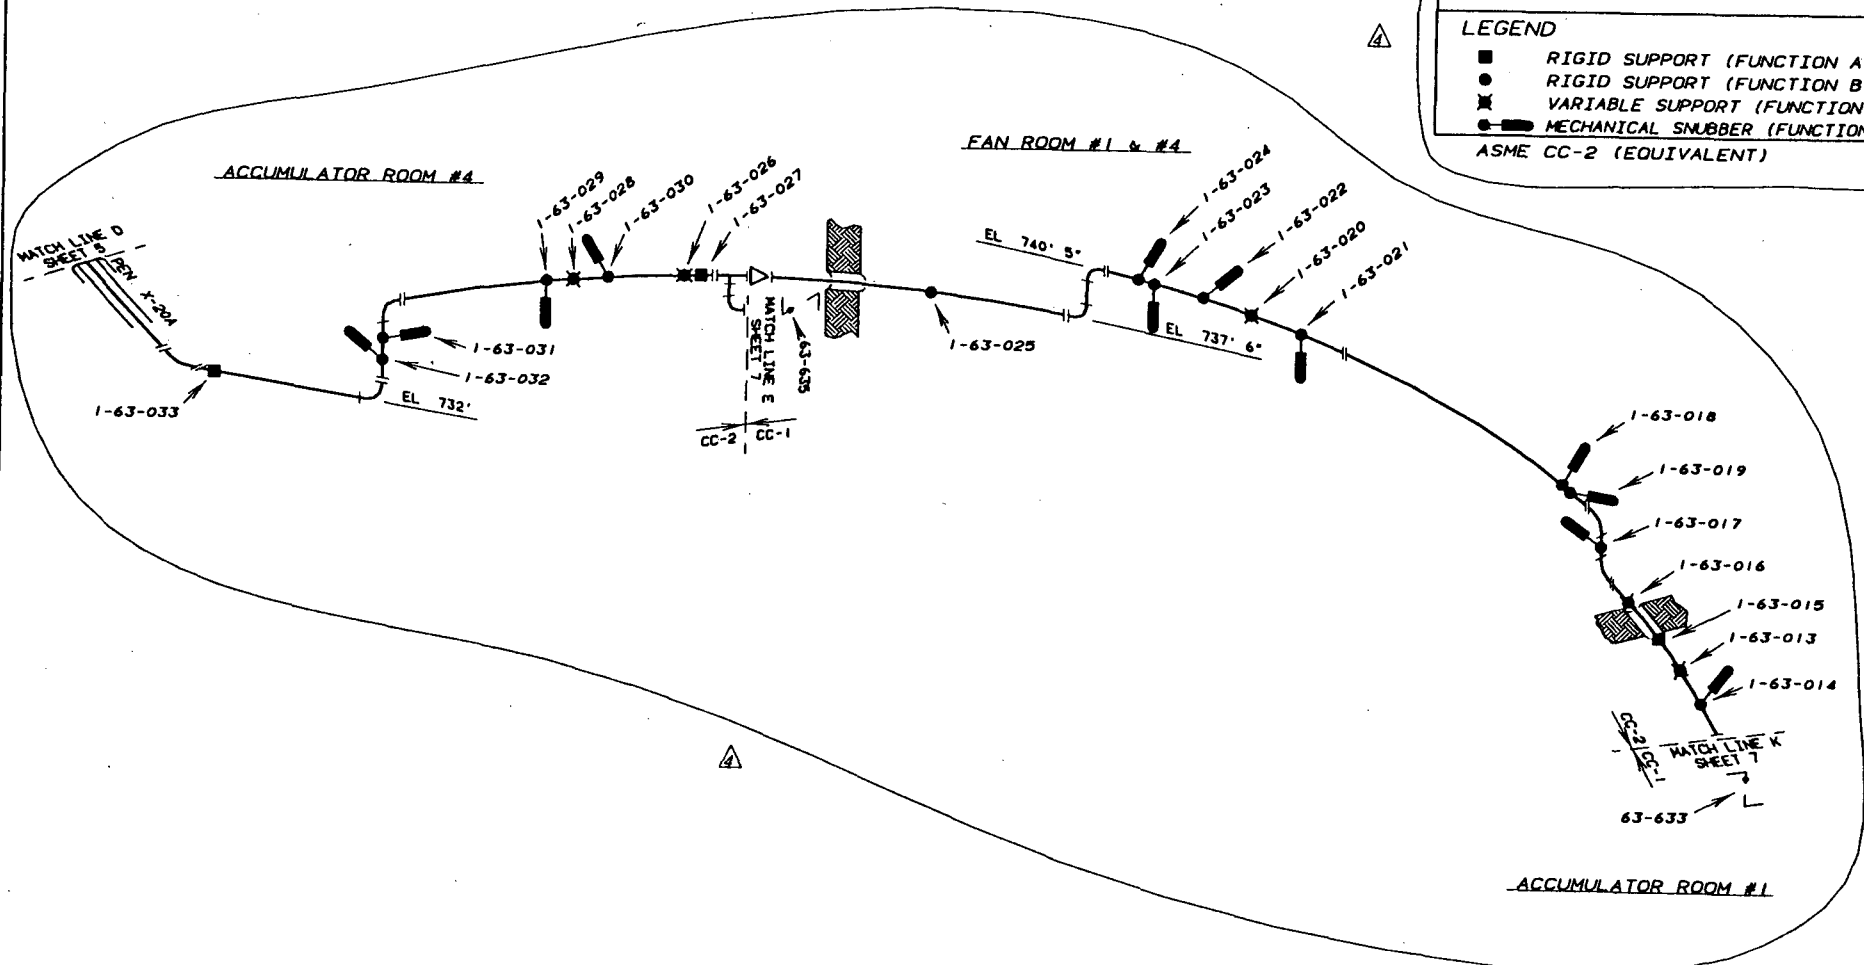 4
LEGEND
RIGID SUPPORT (FUNCTION A
RIGID SUPPORT (FUNCTION B
VARIABLE SUPPORT (FUNCTION
MECHANICAL SNUBBER (FUNCTION
ASME CC-2 (EQUIVALENT)
ACCUMULATOR ROOM #4
FAN ROOM #1 & #4
MATCH LINE D
SHEET 5
PEN. X-20A
1-63-033
EL 732'
1-63-032
1-63-031
1-63-029
1-63-028
1-63-030
1-63-026
1-63-027
MATCH LINE E
SHEET 7
63-635
CC-2
CC-1
1-63-025
EL 740' 5"
EL 737' 6"
1-63-024
1-63-023
1-63-022
1-63-020
1-63-021
1-63-018
1-63-019
1-63-017
1-63-016
1-63-015
1-63-013
1-63-014
CC-2
CC-1
MATCH LINE K
SHEET 7
63-633
4
ACCUMULATOR ROOM #1